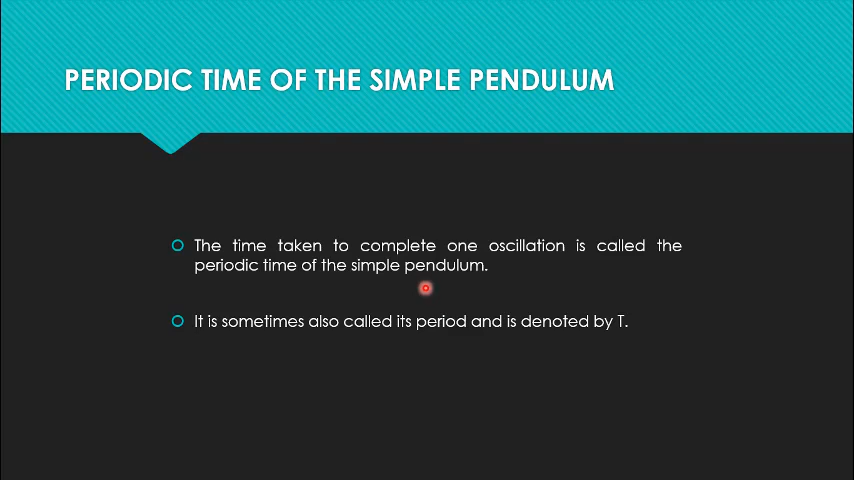 PERIODIC TIME OF THE SIMPLE PENDULUM
The time taken to complete one oscillation is called the
periodic time of the simple pendulum.
It is sometimes also called its period and is denoted by T.